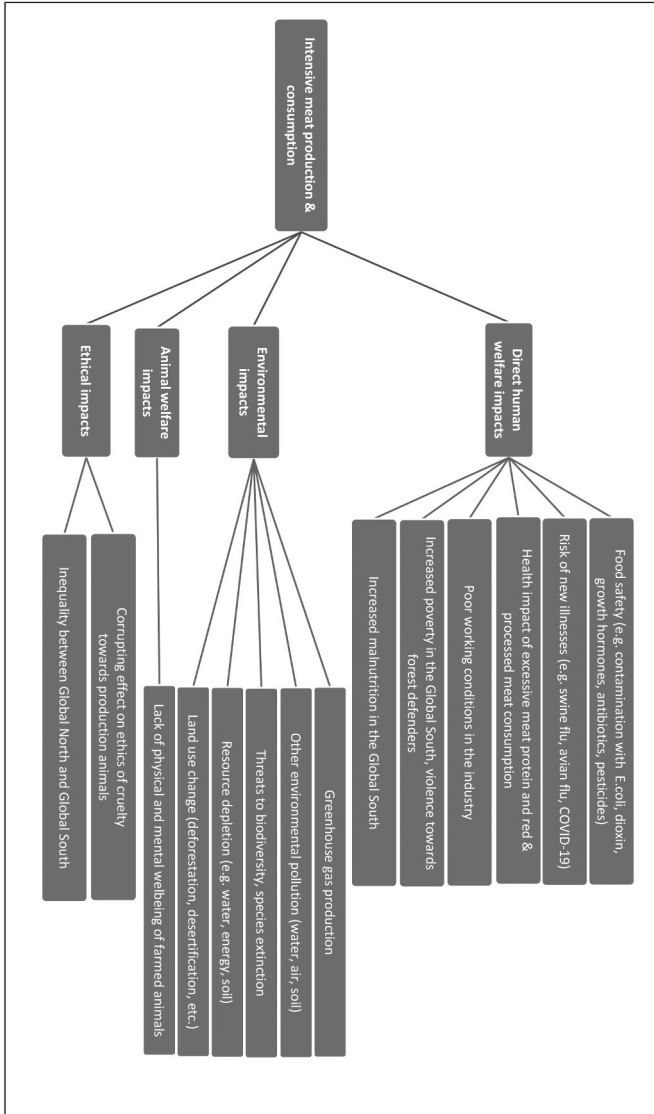 Intensive meat production &
consumption
Direct human
welfare impacts
Food safety (e.g. contamination with E.coli, dioxin,
growth hormones, antibiotics, pesticides)
Risk of new illnesses (e.g. swine flu, avian flu, COVID-19)
Health impact of excessive meat protein and red &
processed meat consumption
Poor working conditions in the industry
Increased poverty in the Global South, violence towards
forest defenders
Increased malnutrition in the Global South
Environmental
impacts
Greenhouse gas production
Other environmental pollution (water, air, soil)
Threats to biodiversity, species extinction
Resource depletion (e.g. water, energy, soil)
Land use change (deforestation, desertification, etc.)
Animal welfare
impacts
Lack of physical and mental wellbeing of farmed animals
Ethical impacts
Corrupting effect on ethics of cruelty
towards production animals
Inequality between Global North and Global South